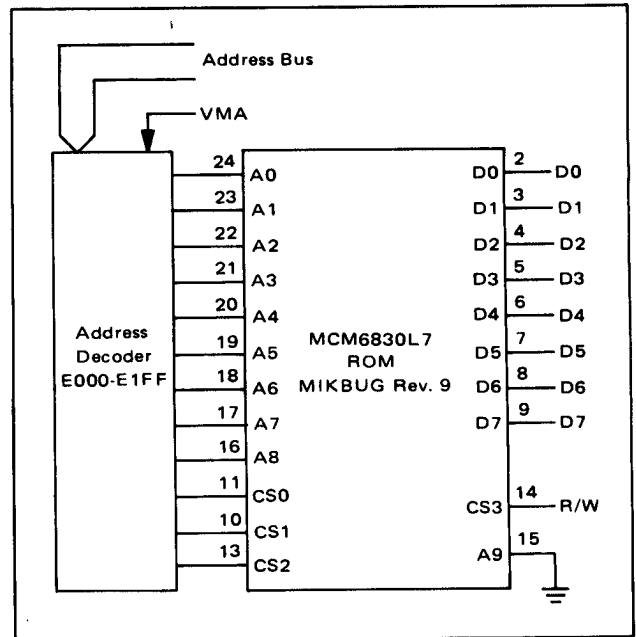 Address Bus
VMA
24 A0
23 A1
22 A2
21 A3
20 A4
19 A5
18 A6
17 A7
16 A8
11 CS0
10 CS1
13 CS2
Address
Decoder
E000-E1FF
MCM6830L7
ROM
MIKBUG Rev. 9
D0 2 D0
D1 3 D1
D2 4 D2
D3 5 D3
D4 6 D4
D5 7 D5
D6 8 D6
D7 9 D7
CS3 14 R/W
A9 15